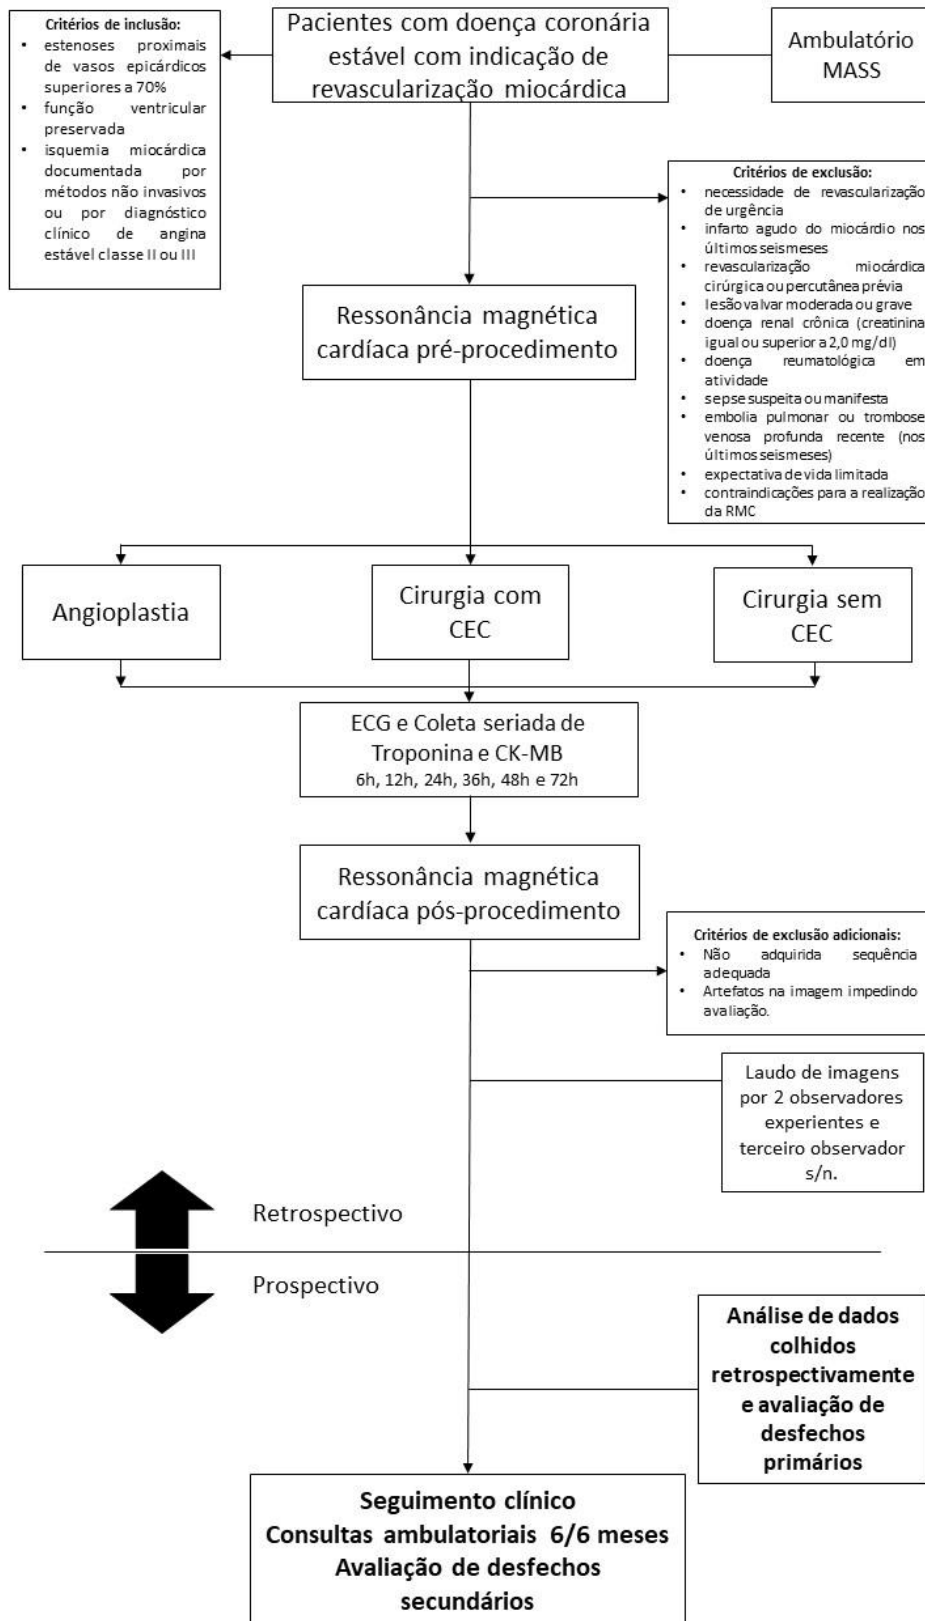 Critérios de inclusão:
• estenoses proximais
de vasos epicárdicos
superiores a 70%
• função ventricular
preservada
• isquemia miocárdica
documentada por
métodos não invasivos
ou por diagnóstico
clínico de angina
estável classe II ou III
Pacientes com doença coronária
estável com indicação de
revascularização miocárdica
Ambulatório
MASS
Critérios de exclusão:
• necessidade de revascularização
de urgência
• infarto agudo do miocárdio nos
últimos seismeses
• revascularização miocárdica
cirúrgica ou percutânea prévia
• lesão valvar moderada ou grave
• doença renal crônica (creatinina
igual ou superior a 2,0 mg/dl)
• doença reumatológica em
atividade
• sepse suspeita ou manifesta
• embolia pulmonar ou trombose
venosa profunda recente (nos
últimos seismeses)
• expectativa de vida limitada
• contraindicações para a realização
da RMC
Ressonância magnética
cardíaca pré-procedimento
Angioplastia
Cirurgia com
CEC
Cirurgia sem
CEC
ECG e Coleta seriada de
Troponina e CK-MB
6h, 12h, 24h, 36h, 48h e 72h
Ressonância magnética
cardíaca pós-procedimento
Critérios de exclusão adicionais:
• Não adquirida sequência
adequada
• Artefatos na imagem impedindo
avaliação.
Laudo de imagens
por 2 observadores
experientes e
terceiro observador
s/n.
Retrospectivo
Prospectivo
Análise de dados
colhidos
retrospectivamente
e avaliação de
desfechos
primários
Seguimento clínico
Consultas ambulatoriais 6/6 meses
Avaliação de desfechos
secundários